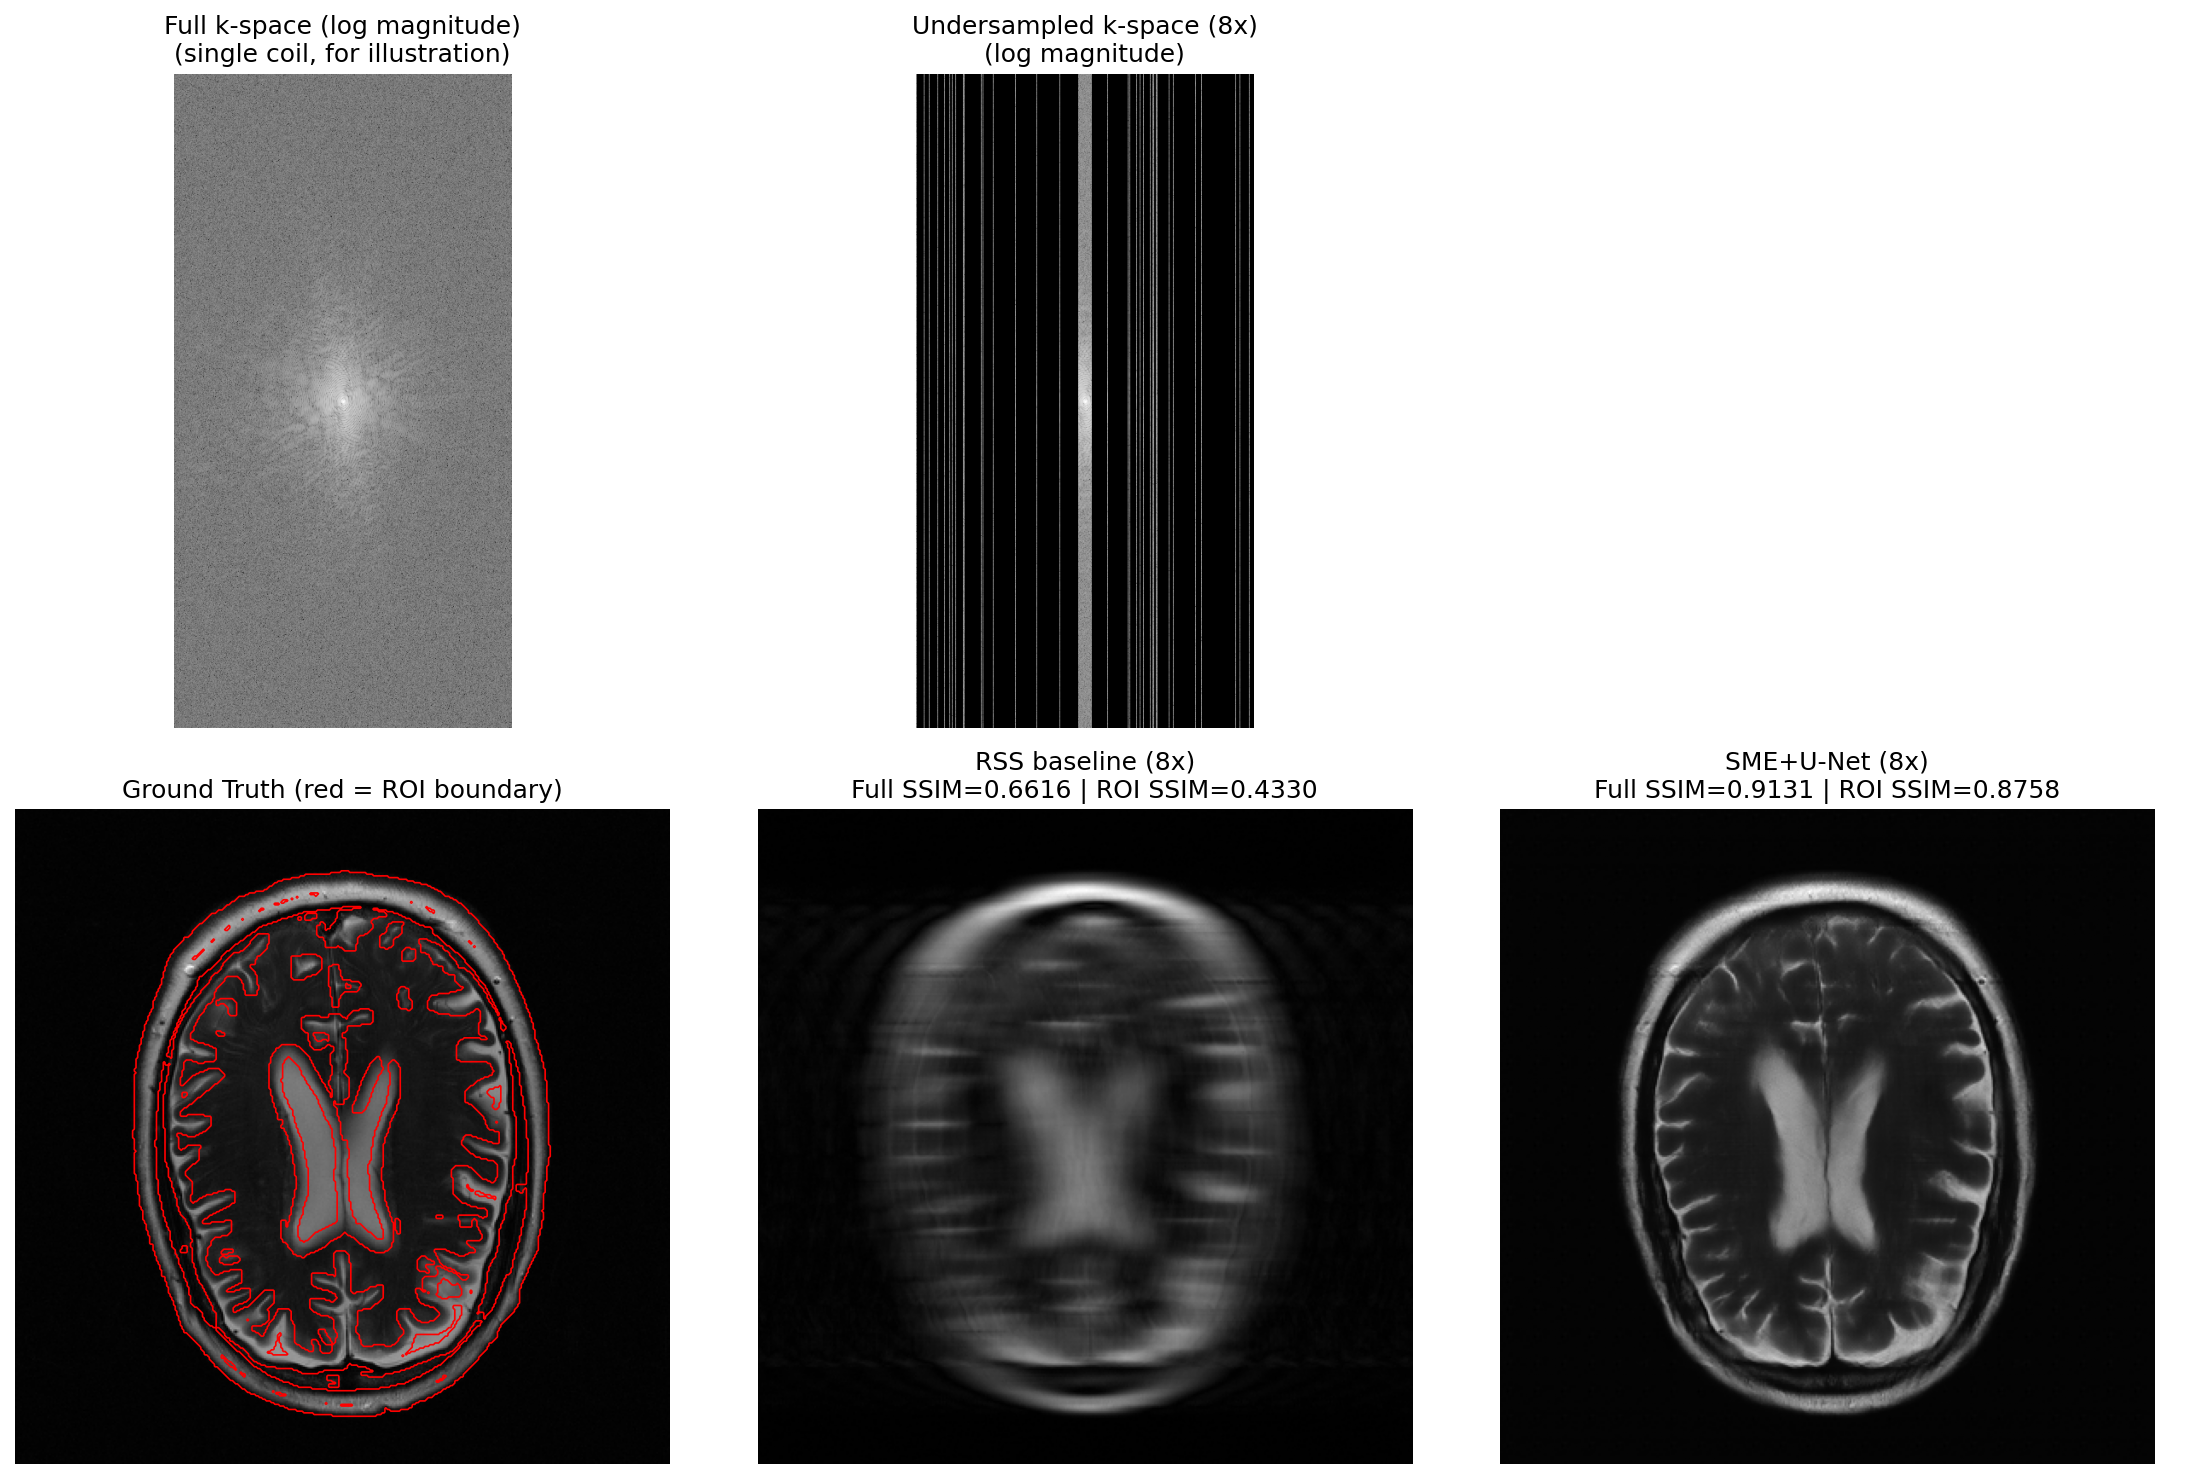 Full k-space (log magnitude)
(single coil, for illustration)
Undersampled k-space (8x)
(log magnitude)
Ground Truth (red = ROI boundary)
RSS baseline (8x)
Full SSIM=0.6616 | ROI SSIM=0.4330
SME+U-Net (8x)
Full SSIM=0.9131 | ROI SSIM=0.8758